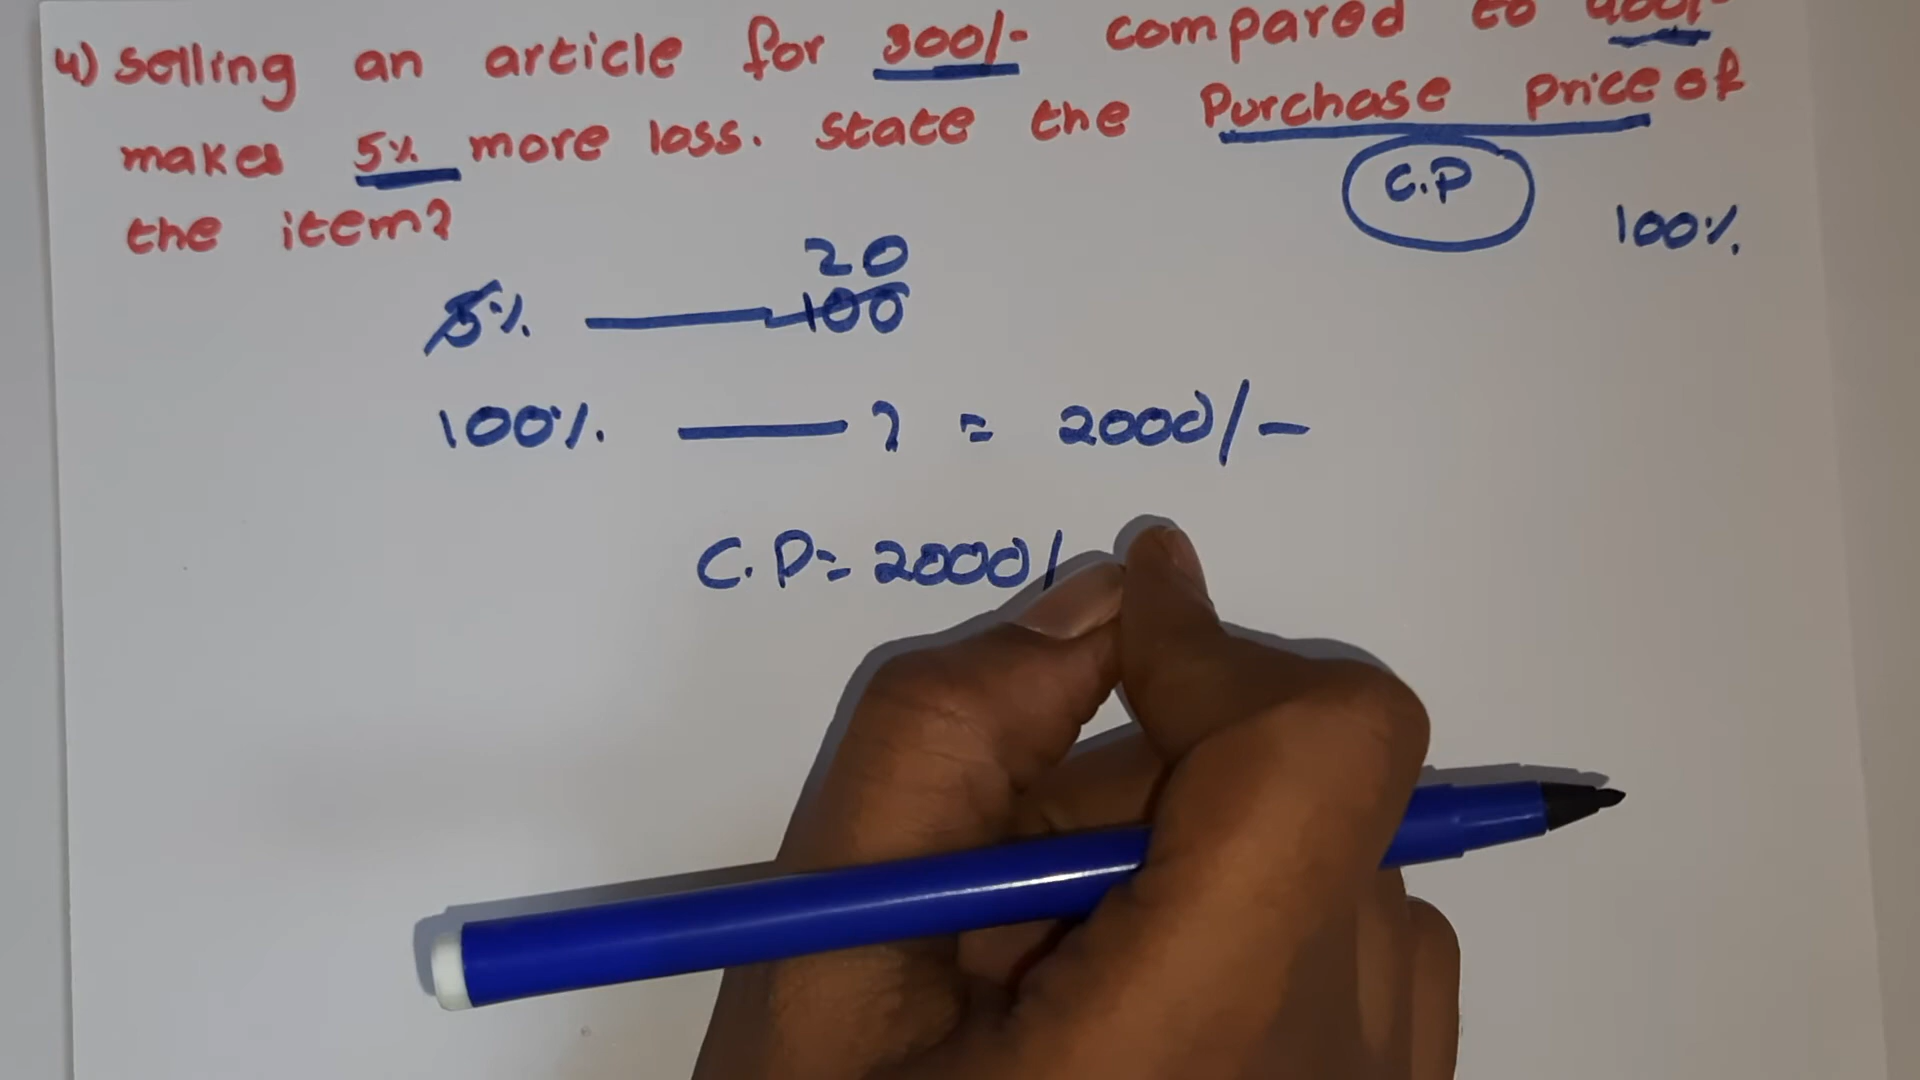 4) Selling an article for 300/- compared to 400/-
makes 5% more loss. State the Purchase price of
the item?
C.P
100%
20
5% —— 100
100% —— ? = 2000/-
C.P = 2000/